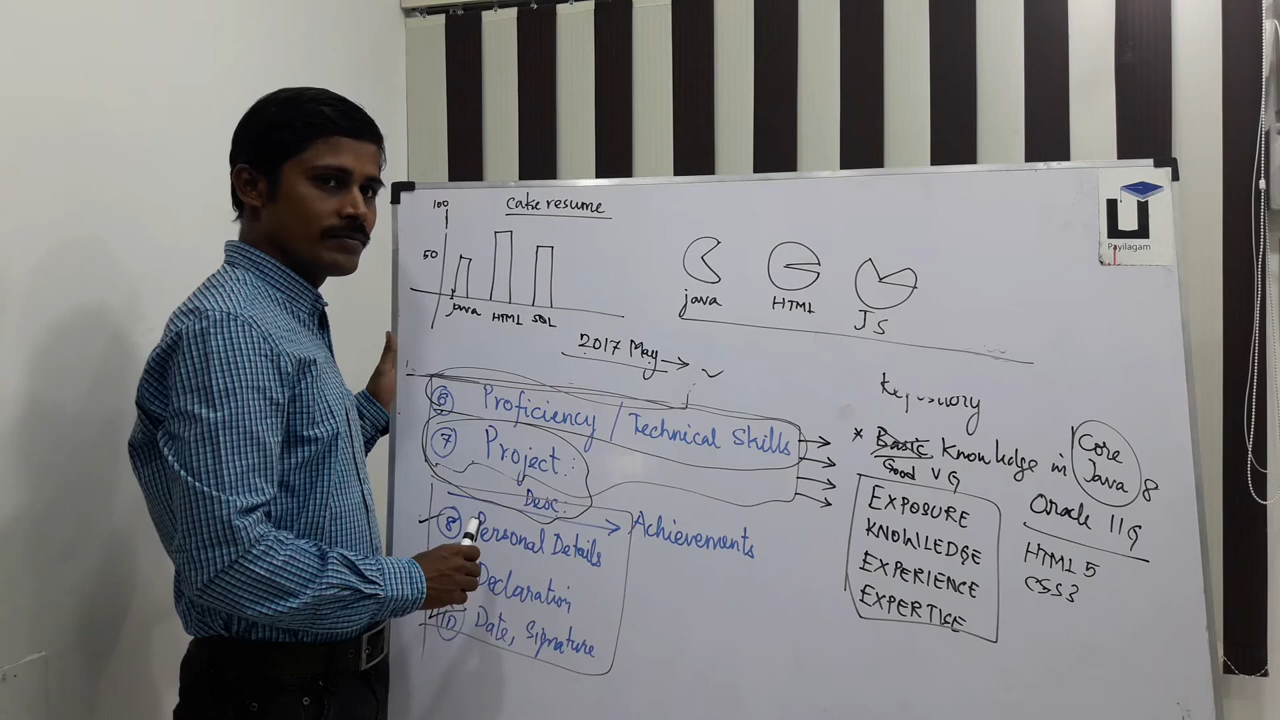 cake resume
100
50
java HTML SQL
java HTML JS
2017 May
Payilagam
6 Proficiency / Technical Skills
7 Project
Desc
8 Personal Details
Achievements
Declaration
10 Date, Signature
Repository
* Basic Knowledge in Core Java 8
Good VG
EXPOSURE
KNOWLEDGE
EXPERIENCE
EXPERTISE
Oracle 11G
HTML 5
CSS3